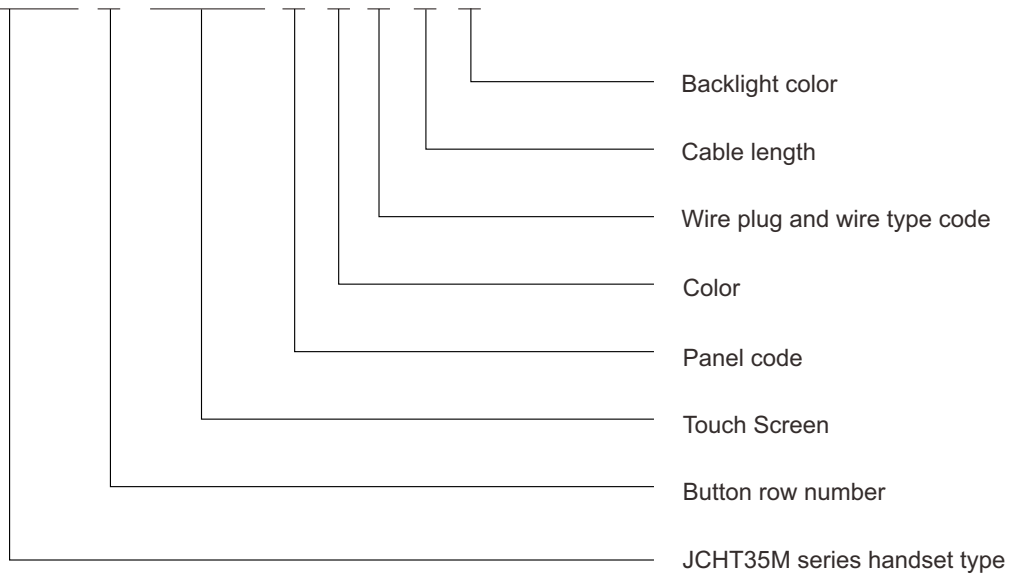 Backlight color
Cable length
Wire plug and wire type code
Color
Panel code
Touch Screen
Button row number
JCHT35M series handset type